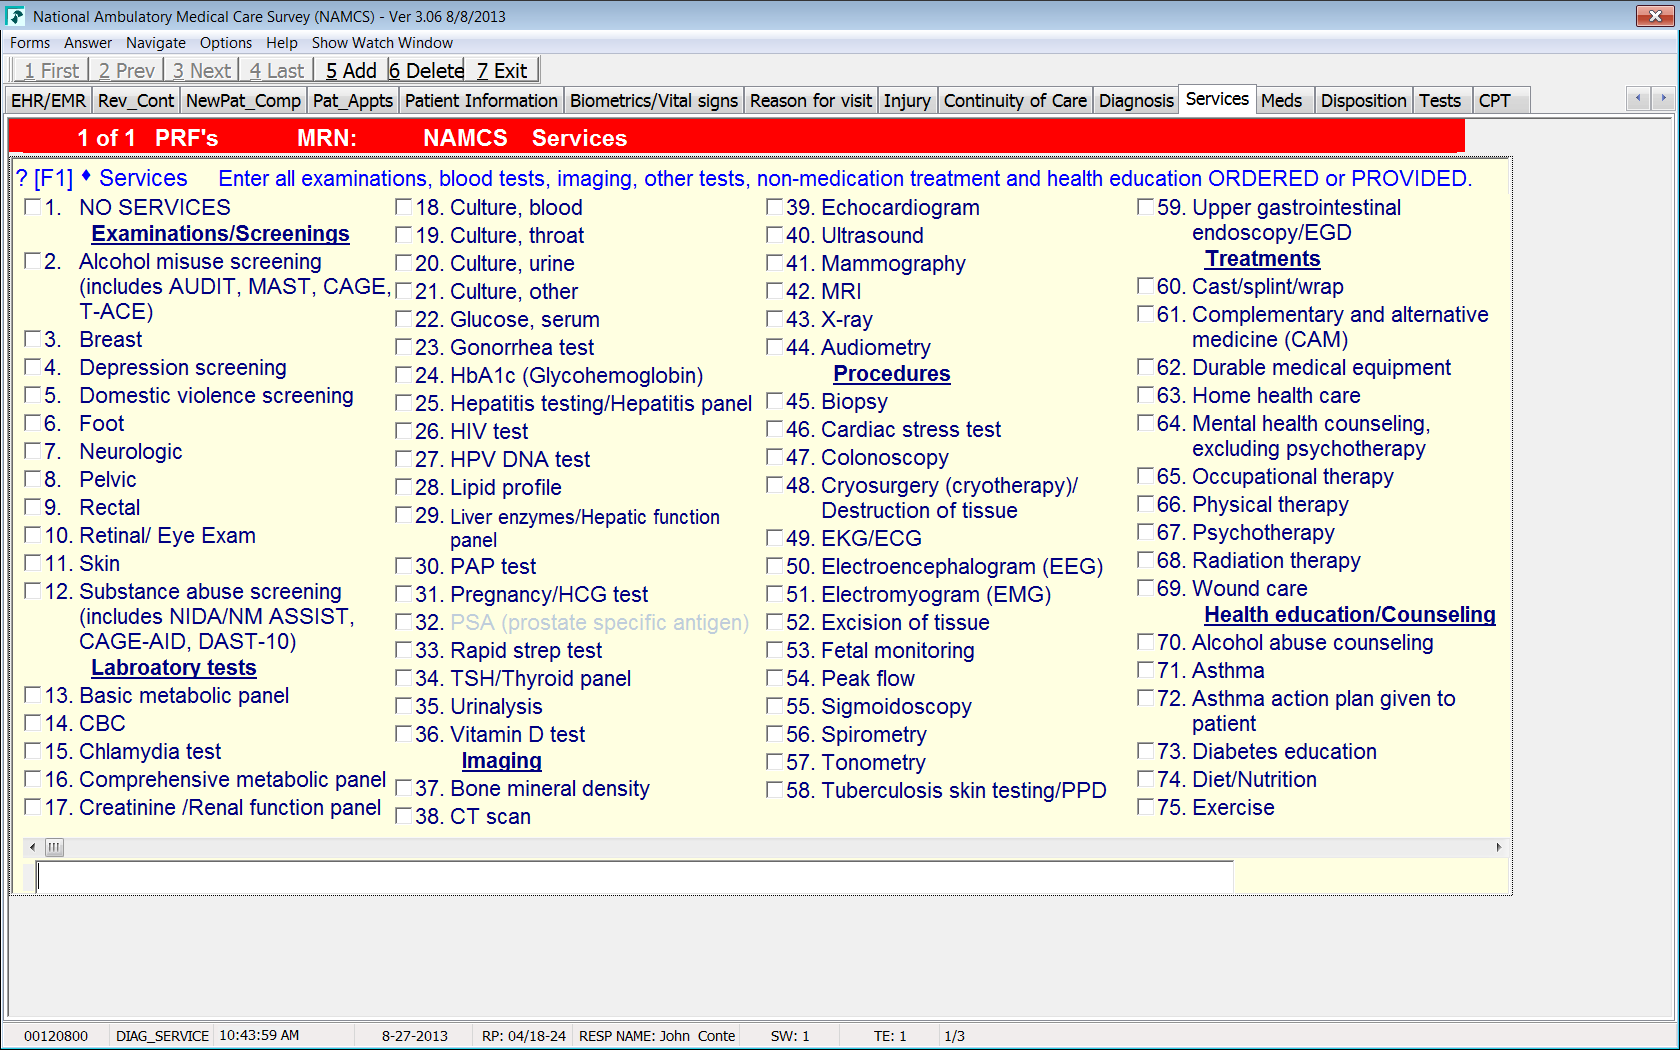 National Ambulatory Medical Care Survey (NAMCS) - Ver 3.06 8/8/2013
Forms Answer Navigate Options Help Show Watch Window
1 First 2 Prev 3 Next 4 Last 5 Add 6 Delete 7 Exit
EHR/EMR Rev_Cont NewPat_Comp Pat_Appts Patient Information Biometrics/Vital signs Reason for visit Injury Continuity of Care Diagnosis Services Meds Disposition Tests CPT
1 of 1 PRF's MRN: NAMCS Services
? [F1] ♦ Services Enter all examinations, blood tests, imaging, other tests, non-medication treatment and health education ORDERED or PROVIDED.
1. NO SERVICES
Examinations/Screenings
2. Alcohol misuse screening
(includes AUDIT, MAST, CAGE,
T-ACE)
3. Breast
4. Depression screening
5. Domestic violence screening
6. Foot
7. Neurologic
8. Pelvic
9. Rectal
10. Retinal/ Eye Exam
11. Skin
12. Substance abuse screening
(includes NIDA/NM ASSIST,
CAGE-AID, DAST-10)
Labroatory tests
13. Basic metabolic panel
14. CBC
15. Chlamydia test
16. Comprehensive metabolic panel
17. Creatinine /Renal function panel
18. Culture, blood
19. Culture, throat
20. Culture, urine
21. Culture, other
22. Glucose, serum
23. Gonorrhea test
24. HbA1c (Glycohemoglobin)
25. Hepatitis testing/Hepatitis panel
26. HIV test
27. HPV DNA test
28. Lipid profile
29. Liver enzymes/Hepatic function
panel
30. PAP test
31. Pregnancy/HCG test
32. PSA (prostate specific antigen)
33. Rapid strep test
34. TSH/Thyroid panel
35. Urinalysis
36. Vitamin D test
Imaging
37. Bone mineral density
38. CT scan
39. Echocardiogram
40. Ultrasound
41. Mammography
42. MRI
43. X-ray
44. Audiometry
Procedures
45. Biopsy
46. Cardiac stress test
47. Colonoscopy
48. Cryosurgery (cryotherapy)/
Destruction of tissue
49. EKG/ECG
50. Electroencephalogram (EEG)
51. Electromyogram (EMG)
52. Excision of tissue
53. Fetal monitoring
54. Peak flow
55. Sigmoidoscopy
56. Spirometry
57. Tonometry
58. Tuberculosis skin testing/PPD
59. Upper gastrointestinal
endoscopy/EGD
Treatments
60. Cast/splint/wrap
61. Complementary and alternative
medicine (CAM)
62. Durable medical equipment
63. Home health care
64. Mental health counseling,
excluding psychotherapy
65. Occupational therapy
66. Physical therapy
67. Psychotherapy
68. Radiation therapy
69. Wound care
Health education/Counseling
70. Alcohol abuse counseling
71. Asthma
72. Asthma action plan given to
patient
73. Diabetes education
74. Diet/Nutrition
75. Exercise
00120800 DIAG_SERVICE 10:43:59 AM 8-27-2013 RP: 04/18-24 RESP NAME: John Conte SW: 1 TE: 1 1/3